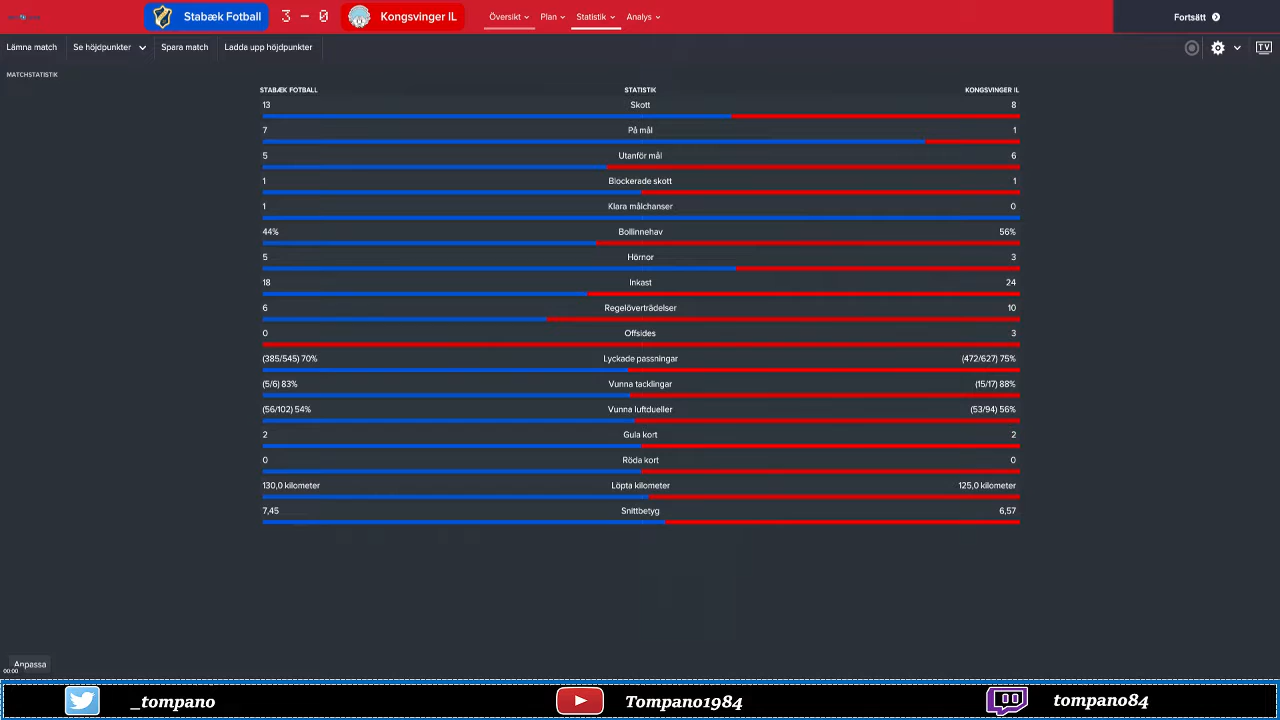 Stabæk Fotball 3 - 0 Kongsvinger IL Översikt Plan Statistik Analys Fortsätt
Lämna match Se höjdpunkter Spara match Ladda upp höjdpunkter TV
MATCHSTATISTIK
STABÆK FOTBALL STATISTIK KONGSVINGER IL
13 Skott 8
7 På mål 1
5 Utanför mål 6
1 Blockerade skott 1
1 Klara målchanser 0
44% Bollinnehav 56%
5 Hörnor 3
18 Inkast 24
6 Regelöverträdelser 10
0 Offsides 3
(385/545) 70% Lyckade passningar (472/627) 75%
(5/6) 83% Vunna tacklingar (15/17) 88%
(56/102) 54% Vunna luftdueller (53/94) 56%
2 Gula kort 2
0 Röda kort 0
130,0 kilometer Löpta kilometer 125,0 kilometer
7,45 Snittbetyg 6,57
Anpassa
00:00
_tompano Tompano1984 tompano84